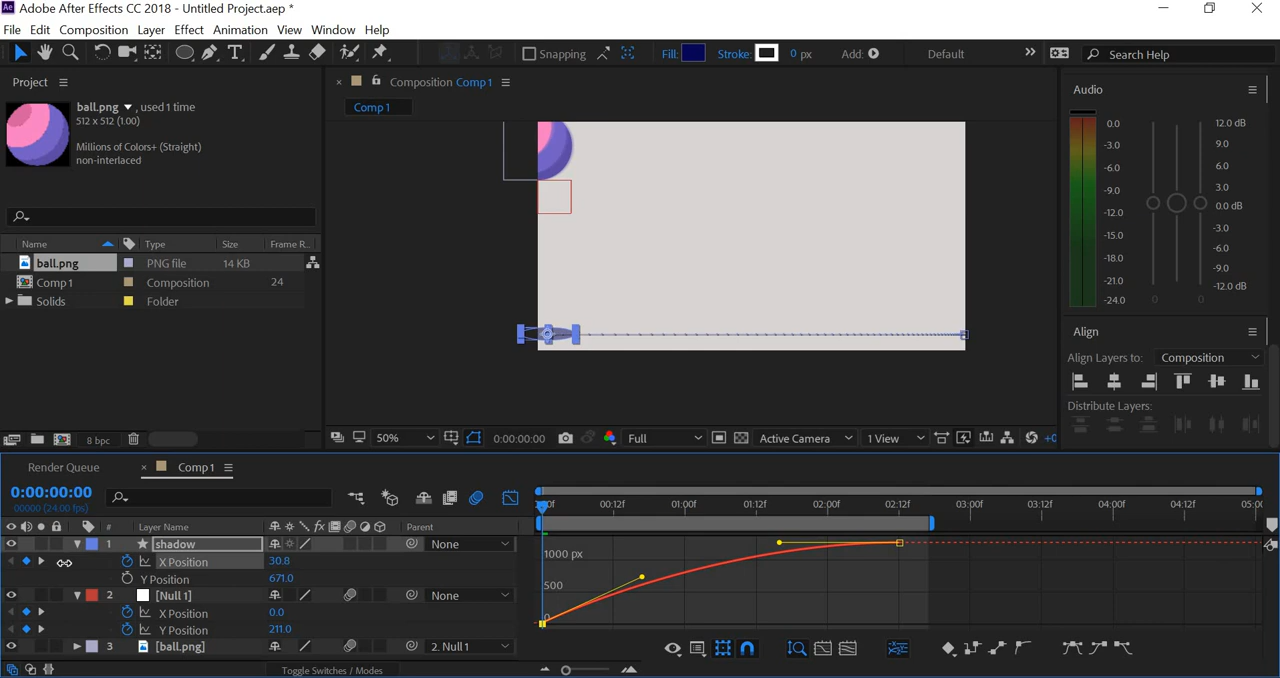 Adobe After Effects CC 2018 - Untitled Project.aep *
File Edit Composition Layer Effect Animation View Window Help
Snapping Fill: Stroke: 0 px Add: Default Search Help
Project
ball.png , used 1 time
512 x 512 (1.00)
Millions of Colors+ (Straight)
non-interlaced
Name Type Size Frame R...
ball.png PNG file 14 KB
Comp 1 Composition 24
Solids Folder
8 bpc
Composition Comp 1
Comp 1
50% 0:00:00:00 Full Active Camera 1 View +0
Audio
0.0 12.0 dB
-3.0 9.0
-6.0 6.0
-9.0 3.0
-12.0 0.0 dB
-15.0 -3.0
-18.0 -6.0
-21.0 -9.0
-24.0 0 0 -12.0 dB
Align
Align Layers to: Composition
Distribute Layers:
Render Queue Comp 1
0:00:00:00
00000 (24.00 fps)
:00f 00:12f 01:00f 01:12f 02:00f 02:12f 03:00f 03:12f 04:00f 04:12f 05:0
# Layer Name Parent
1 shadow None
X Position 30.8
Y Position 671.0
2 [Null 1] None
X Position 0.0
Y Position 211.0
3 [ball.png] 2. Null 1
1000 px
500
0
Toggle Switches / Modes